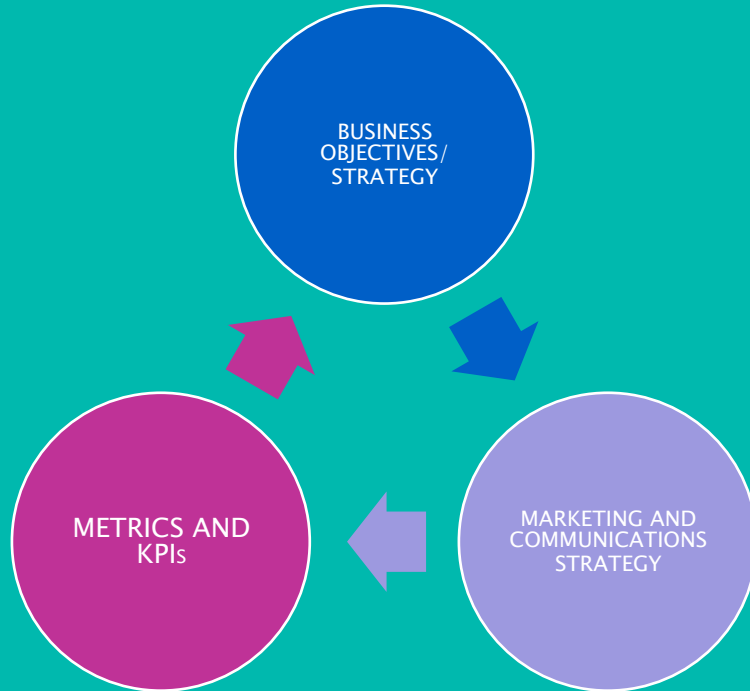 BUSINESS
OBJECTIVES/
STRATEGY
METRICS AND
KPIs
MARKETING AND
COMMUNICATIONS
STRATEGY